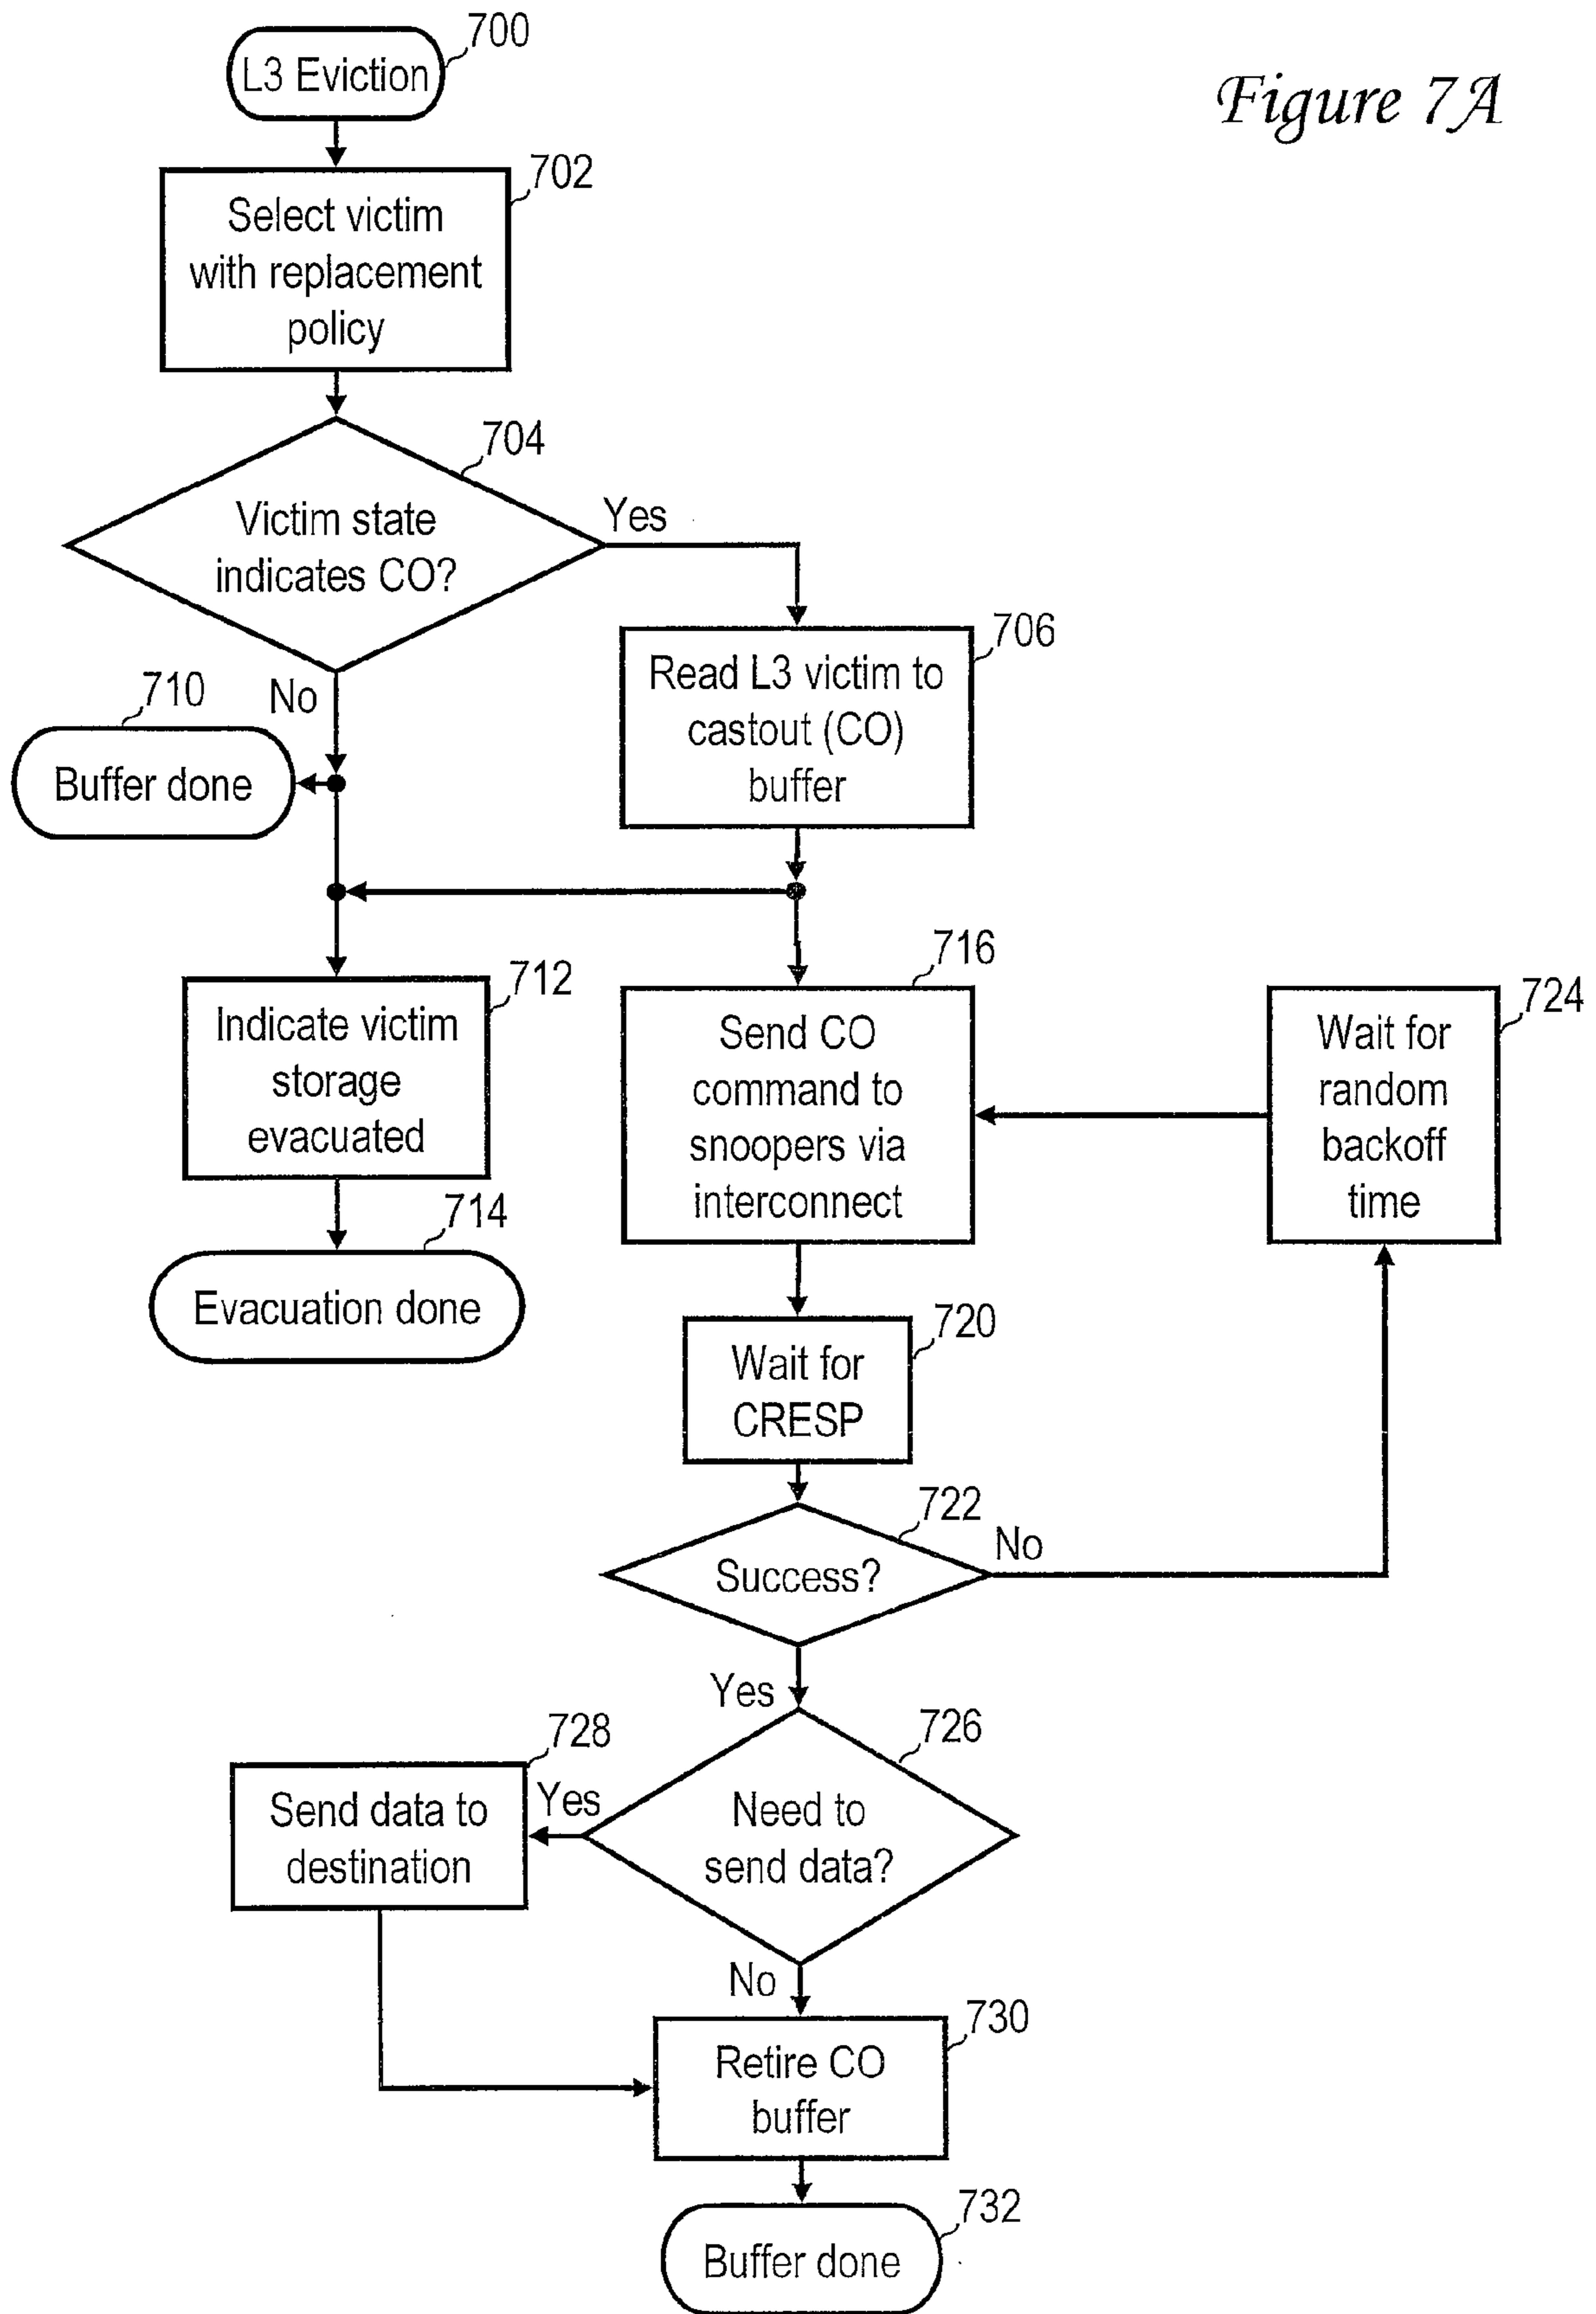 Figure 7A
700
L3 Eviction
702
Select victim
with replacement
policy
704
Victim state
indicates CO?
Yes
No
706
Read L3 victim to
castout (CO)
buffer
710
Buffer done
712
Indicate victim
storage
evacuated
714
Evacuation done
716
Send CO
command to
snoopers via
interconnect
724
Wait for
random
backoff
time
720
Wait for
CRESP
722
Success?
No
Yes
726
Need to
send data?
Yes
728
Send data to
destination
No
730
Retire CO
buffer
732
Buffer done